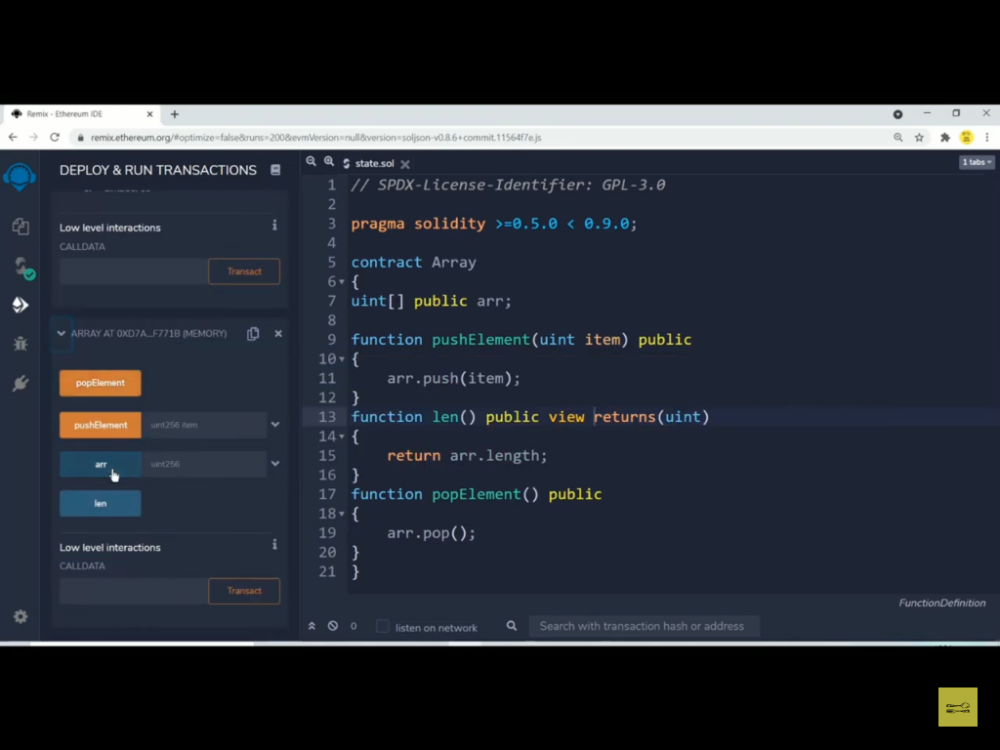 Remix - Ethereum IDE
remix.ethereum.org/#optimize=false&runs=200&evmVersion=null&version=soljson-v0.8.6+commit.11564f7e.js
DEPLOY & RUN TRANSACTIONS
Low level interactions
CALLDATA
Transact
ARRAY AT 0XD7A...F771B (MEMORY)
popElement
pushElement uint256 item
arr uint256
len
Low level interactions
CALLDATA
Transact
state.sol
1 tabs
1 // SPDX-License-Identifier: GPL-3.0
2
3 pragma solidity >=0.5.0 < 0.9.0;
4
5 contract Array
6 {
7 uint[] public arr;
8
9 function pushElement(uint item) public
10 {
11 arr.push(item);
12 }
13 function len() public view returns(uint)
14 {
15 return arr.length;
16 }
17 function popElement() public
18 {
19 arr.pop();
20 }
21 }
FunctionDefinition
0 listen on network Search with transaction hash or address